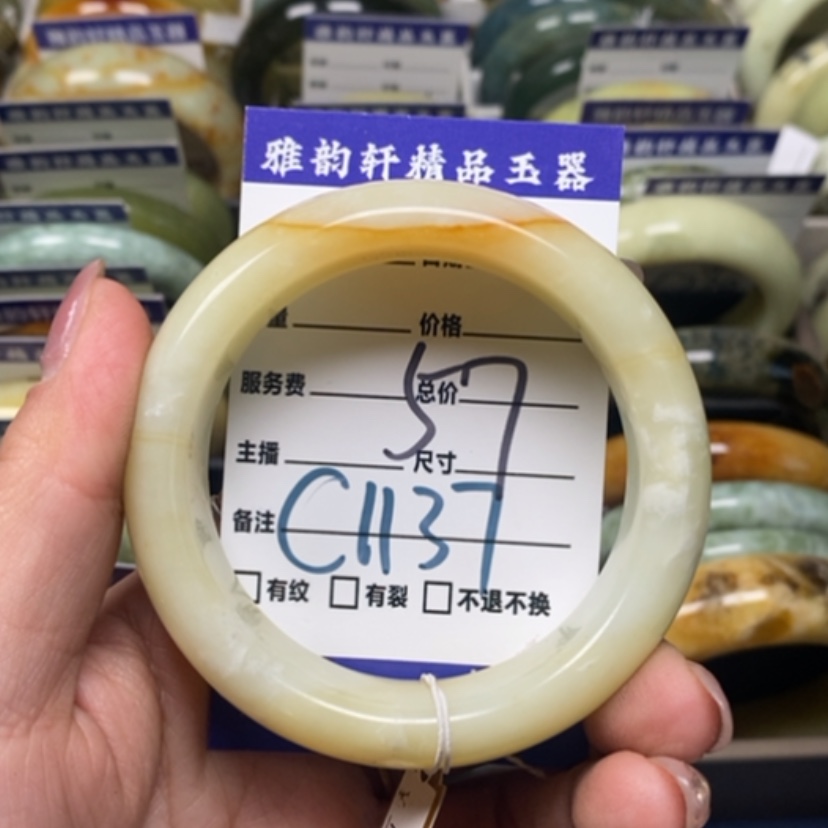 雅韵轩精品玉器
价格
服务费 总价
57
主播 尺寸
备注 C1137
有纹 有裂 不退不换